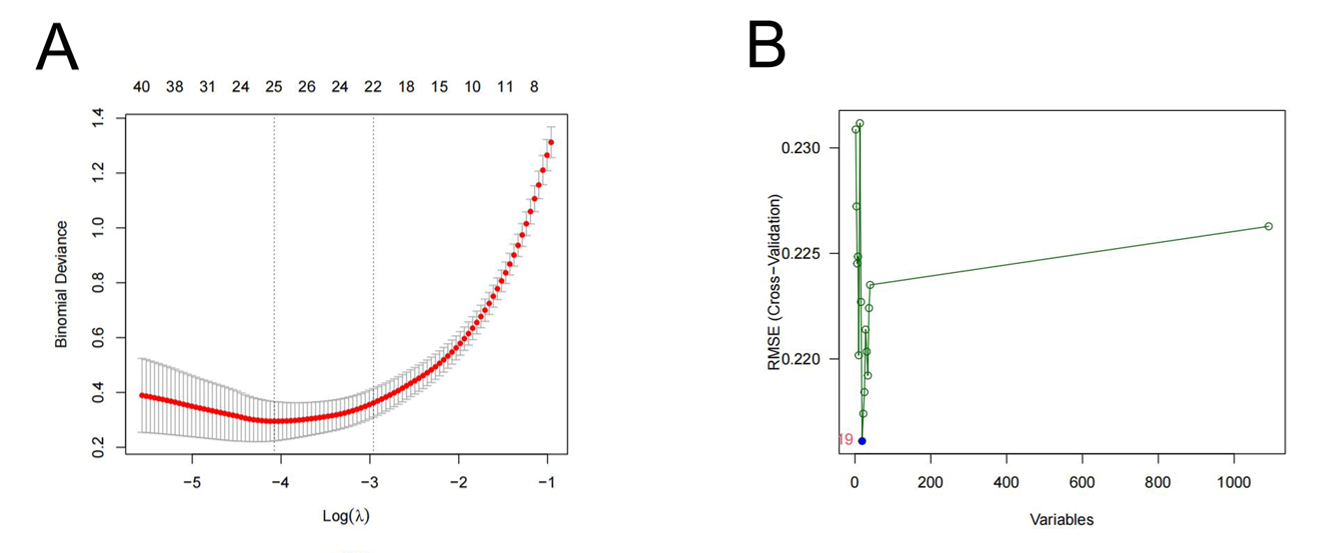 A
40 38 31 24 25 26 24 22 18 15 10 11 8
1.4
1.2
1.0
0.8
0.6
0.4
0.2
Binomial Deviance
−5 −4 −3 −2 −1
Log(λ)
B
0.230
0.225
0.220
RMSE (Cross−Validation)
19
0 200 400 600 800 1000
Variables